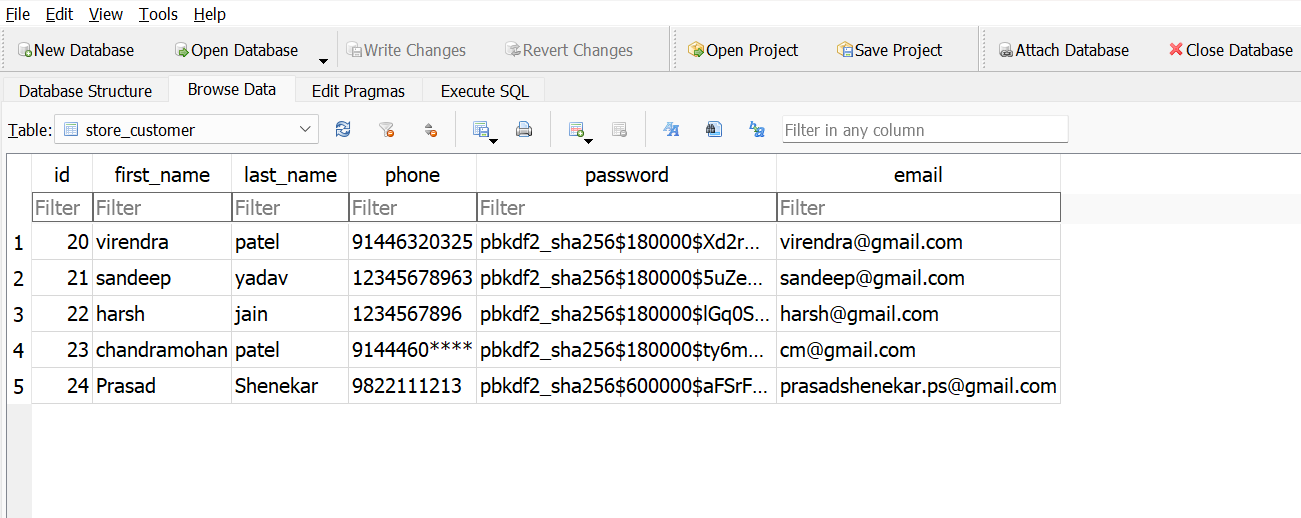 File Edit View Tools Help
New Database Open Database Write Changes Revert Changes Open Project Save Project Attach Database Close Database
Database Structure Browse Data Edit Pragmas Execute SQL
Table: store_customer Filter in any column
id first_name last_name phone password email
Filter Filter Filter Filter Filter Filter
1 20 virendra patel 91446320325 pbkdf2_sha256$180000$Xd2r... virendra@gmail.com
2 21 sandeep yadav 12345678963 pbkdf2_sha256$180000$5uZe... sandeep@gmail.com
3 22 harsh jain 1234567896 pbkdf2_sha256$180000$lGq0S... harsh@gmail.com
4 23 chandramohan patel 9144460**** pbkdf2_sha256$180000$ty6m... cm@gmail.com
5 24 Prasad Shenekar 9822111213 pbkdf2_sha256$600000$aFSrF... prasadshenekar.ps@gmail.com